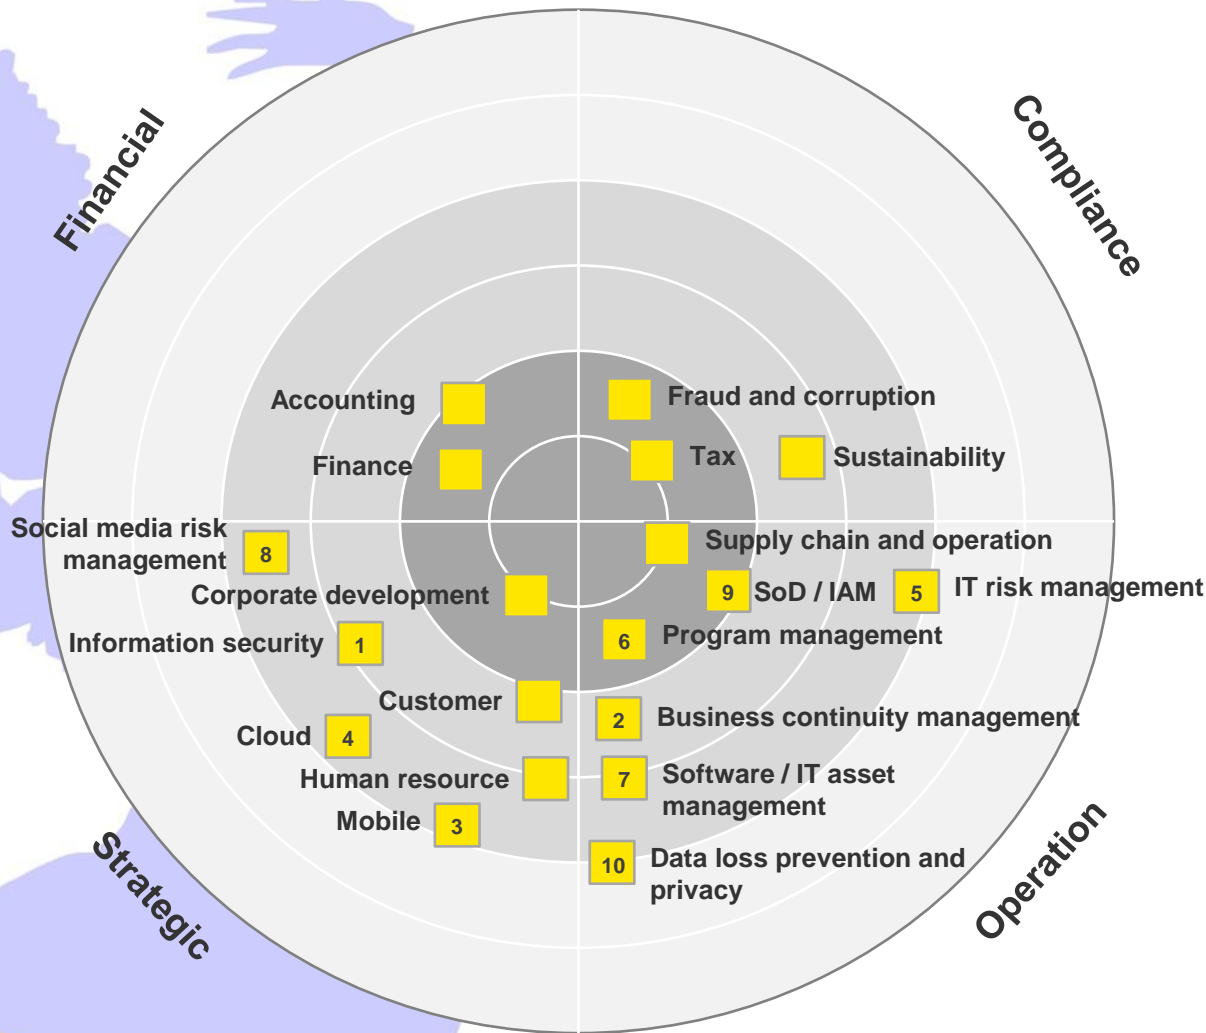 Financial
Compliance
Accounting
Fraud and corruption
Finance
Tax
Sustainability
Social media risk
management
8
Supply chain and operation
Corporate development
9
SoD / IAM
5
IT risk management
Information security
1
6
Program management
Customer
2
Business continuity management
Cloud
4
Human resource
7
Software / IT asset
management
Mobile
3
10
Data loss prevention and
privacy
Strategic
Operation